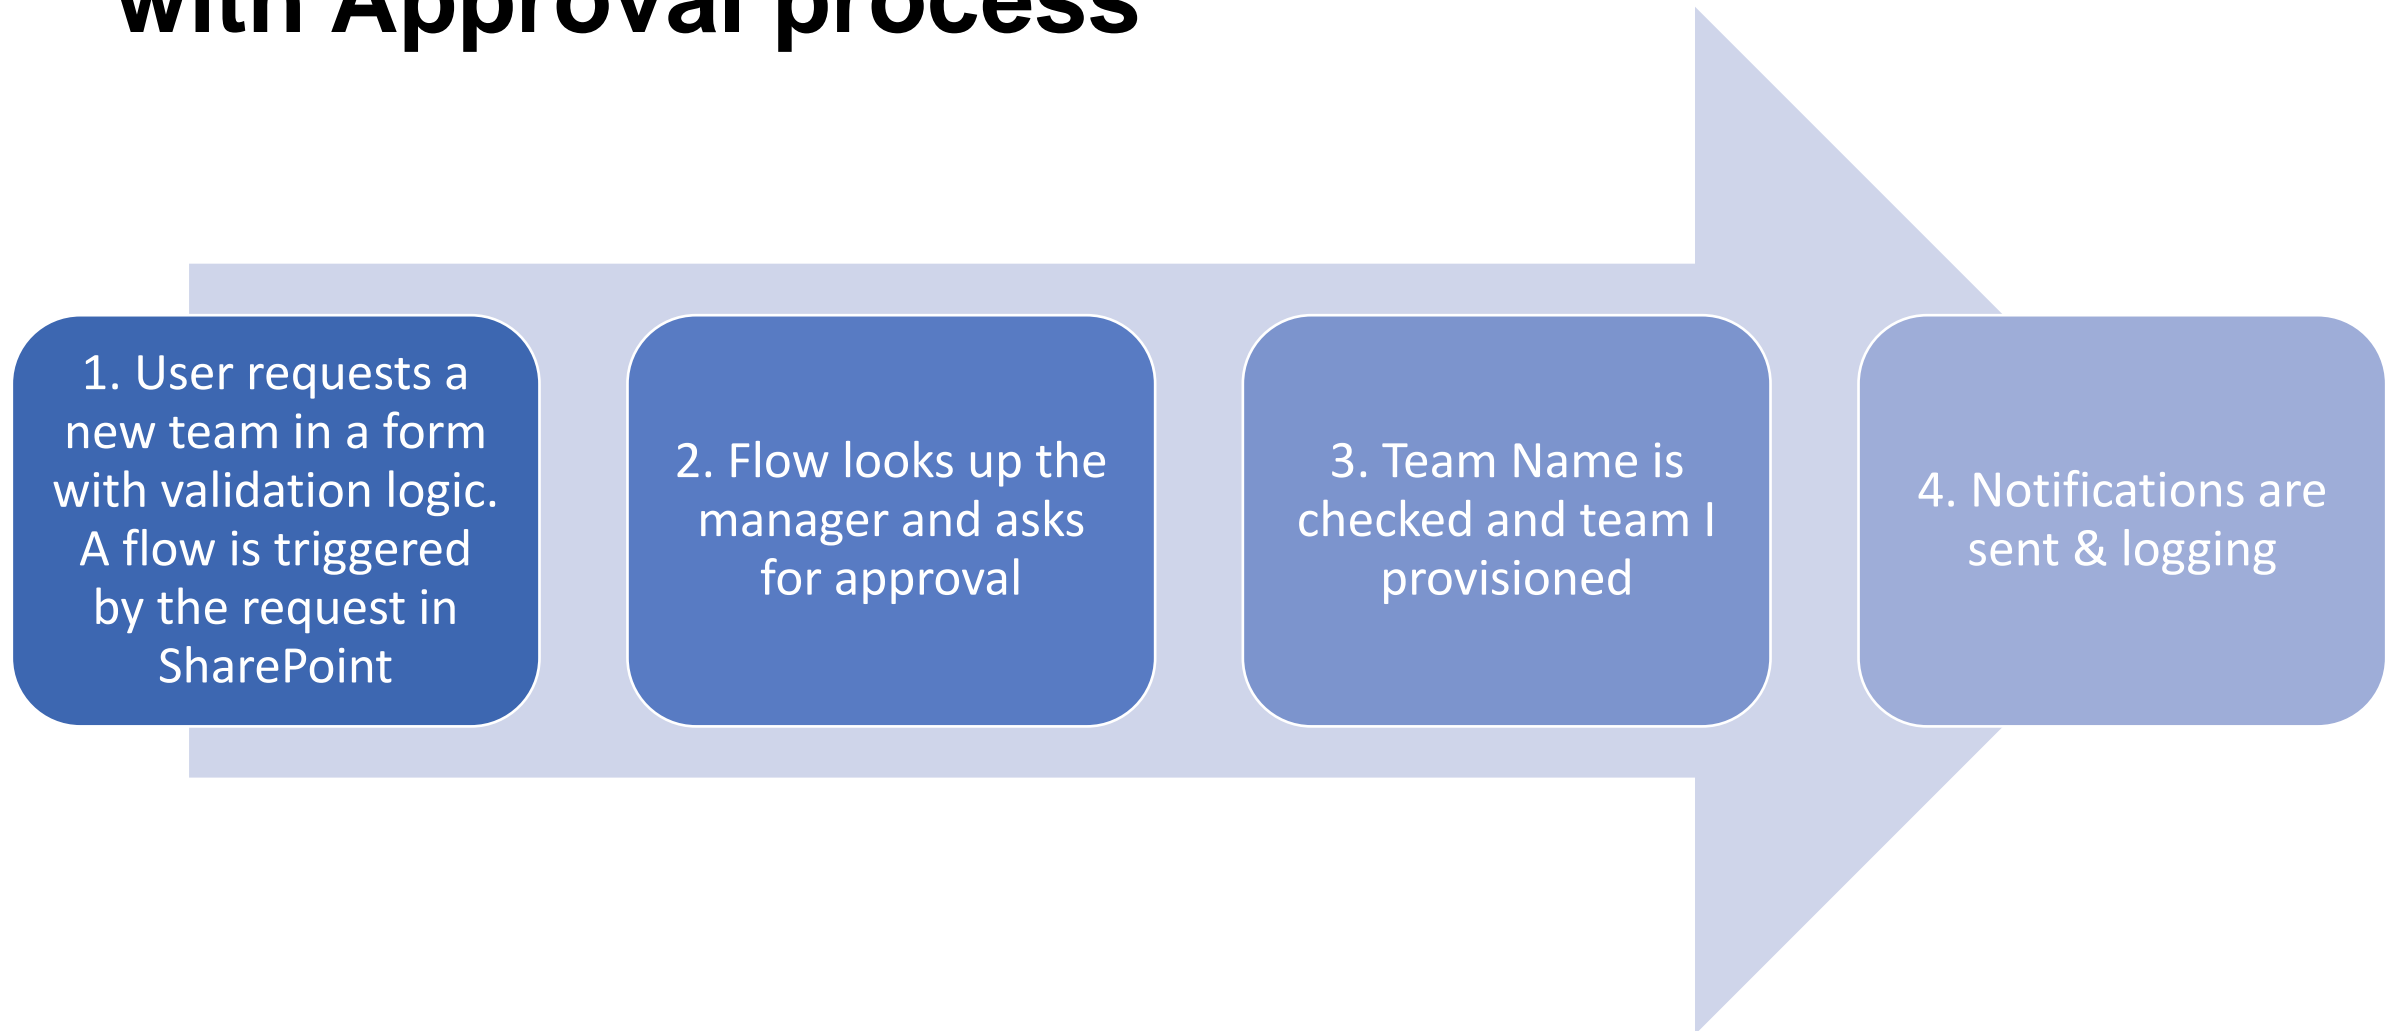 with Approval process
1. User requests a
new team in a form
with validation logic.
A flow is triggered
by the request in
SharePoint
2. Flow looks up the
manager and asks
for approval
3. Team Name is
checked and team I
provisioned
4. Notifications are
sent & logging